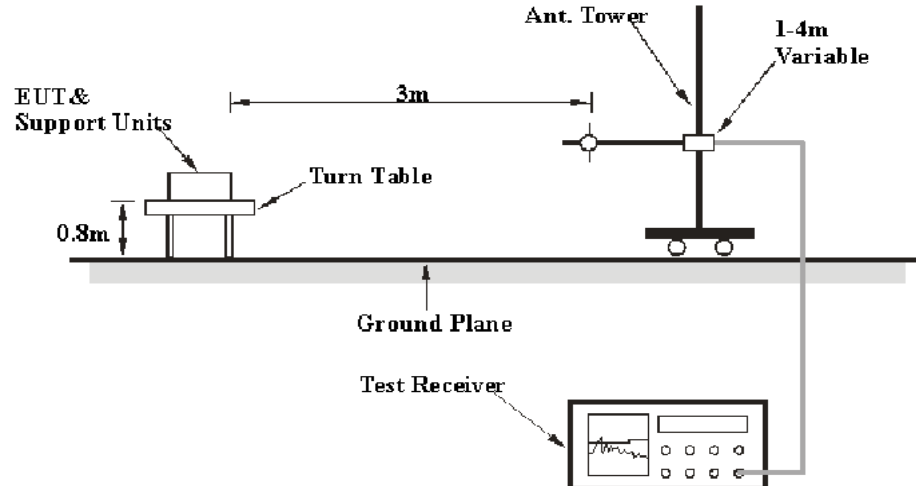 Ant. Tower
1-4m
Variable
EUT&
Support Units
3m
Turn Table
0.8m
Ground Plane
Test Receiver